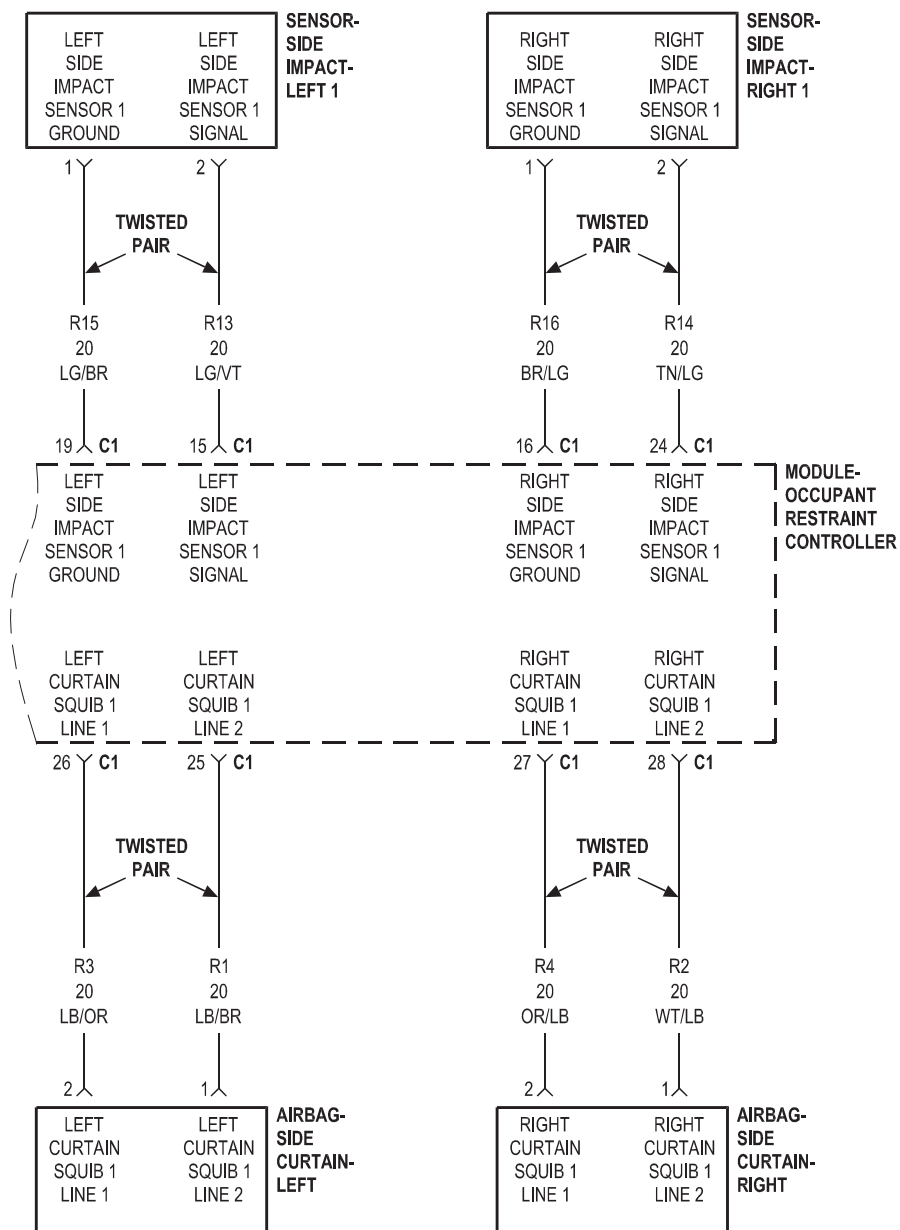 LEFT
SIDE
IMPACT
SENSOR 1
GROUND
LEFT
SIDE
IMPACT
SENSOR 1
SIGNAL
SENSOR-
SIDE
IMPACT-
LEFT 1
RIGHT
SIDE
IMPACT
SENSOR 1
GROUND
RIGHT
SIDE
IMPACT
SENSOR 1
SIGNAL
SENSOR-
SIDE
IMPACT-
RIGHT 1
1
2
1
2
TWISTED
PAIR
TWISTED
PAIR
R15
20
LG/BR
R13
20
LG/VT
R16
20
BR/LG
R14
20
TN/LG
19 C1
15 C1
16 C1
24 C1
LEFT
SIDE
IMPACT
SENSOR 1
GROUND
LEFT
SIDE
IMPACT
SENSOR 1
SIGNAL
RIGHT
SIDE
IMPACT
SENSOR 1
GROUND
RIGHT
SIDE
IMPACT
SENSOR 1
SIGNAL
MODULE-
OCCUPANT
RESTRAINT
CONTROLLER
LEFT
CURTAIN
SQUIB 1
LINE 1
LEFT
CURTAIN
SQUIB 1
LINE 2
RIGHT
CURTAIN
SQUIB 1
LINE 1
RIGHT
CURTAIN
SQUIB 1
LINE 2
26 C1
25 C1
27 C1
28 C1
TWISTED
PAIR
TWISTED
PAIR
R3
20
LB/OR
R1
20
LB/BR
R4
20
OR/LB
R2
20
WT/LB
2
1
2
1
LEFT
CURTAIN
SQUIB 1
LINE 1
LEFT
CURTAIN
SQUIB 1
LINE 2
AIRBAG-
SIDE
CURTAIN-
LEFT
RIGHT
CURTAIN
SQUIB 1
LINE 1
RIGHT
CURTAIN
SQUIB 1
LINE 2
AIRBAG-
SIDE
CURTAIN-
RIGHT